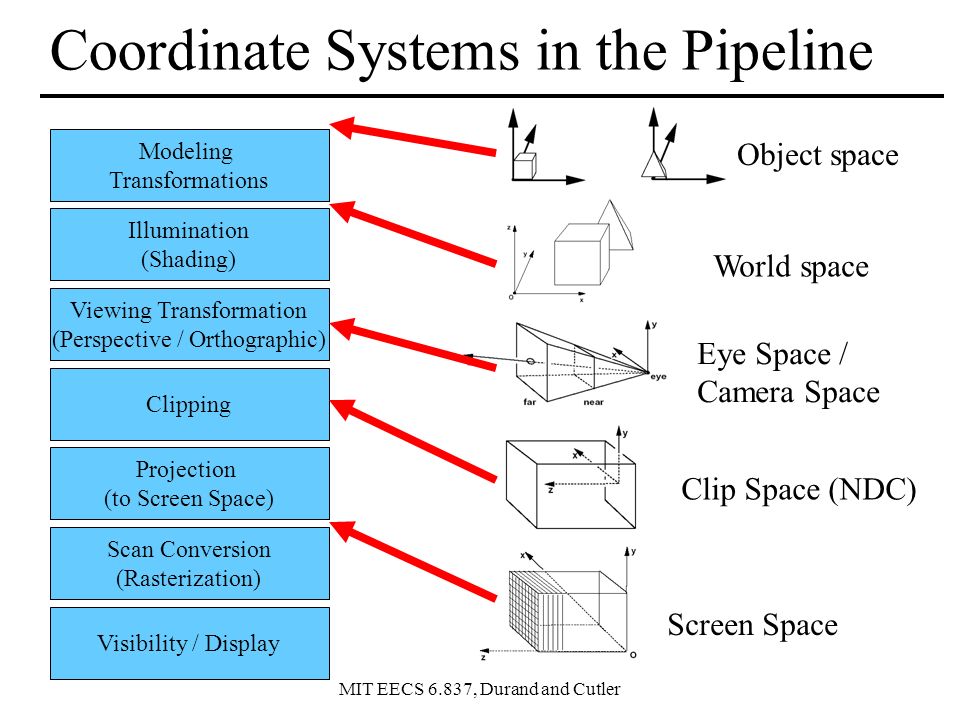 Coordinate Systems in the Pipeline
Modeling
Transformations
Illumination
(Shading)
Viewing Transformation
(Perspective / Orthographic)
Clipping
Projection
(to Screen Space)
Scan Conversion
(Rasterization)
Visibility / Display
Object space
z
y
o
x
World space
y
x
eye
far
near
Eye Space /
Camera Space
y
x
z
Clip Space (NDC)
y
x
z
o
Screen Space
MIT EECS 6.837, Durand and Cutler